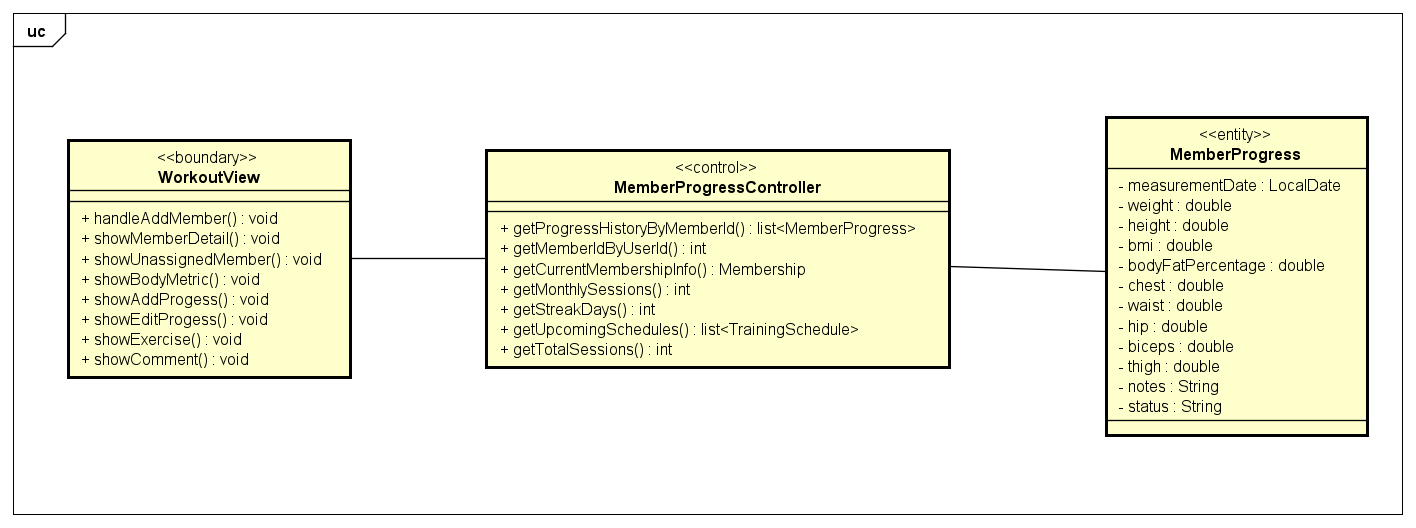 uc
<<boundary>>
WorkoutView
+ handleAddMember() : void
+ showMemberDetail() : void
+ showUnassignedMember() : void
+ showBodyMetric() : void
+ showAddProgess() : void
+ showEditProgess() : void
+ showExercise() : void
+ showComment() : void
<<control>>
MemberProgressController
+ getProgressHistoryByMemberId() : list<MemberProgress>
+ getMemberIdByUserId() : int
+ getCurrentMembershipInfo() : Membership
+ getMonthlySessions() : int
+ getStreakDays() : int
+ getUpcomingSchedules() : list<TrainingSchedule>
+ getTotalSessions() : int
<<entity>>
MemberProgress
- measurementDate : LocalDate
- weight : double
- height : double
- bmi : double
- bodyFatPercentage : double
- chest : double
- waist : double
- hip : double
- biceps : double
- thigh : double
- notes : String
- status : String